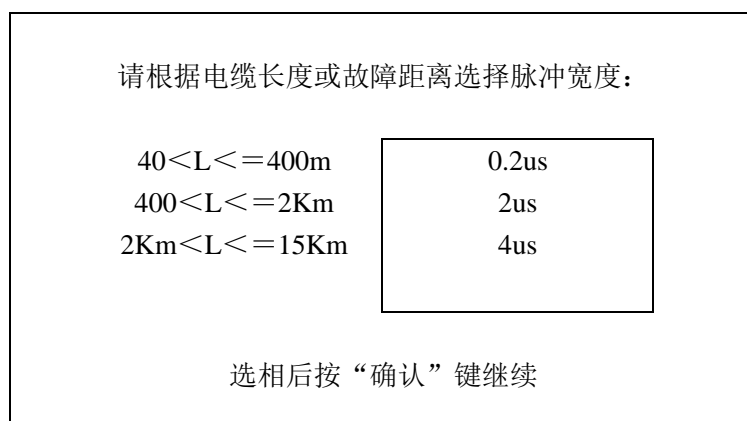 请根据电缆长度或故障距离选择脉冲宽度：
40＜L＜＝400m 0.2us
400＜L＜＝2Km 2us
2Km＜L＜＝15Km 4us
选相后按“确认”键继续